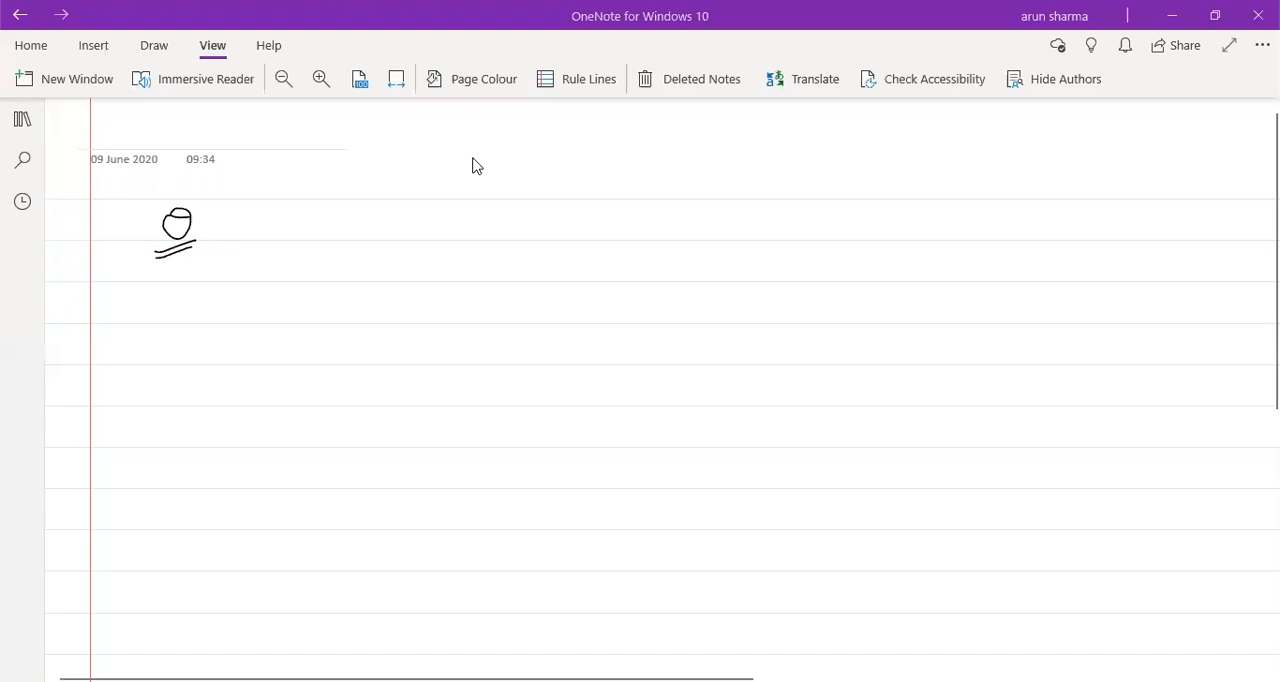 OneNote for Windows 10 arun sharma
Home Insert Draw View Help Share
New Window Immersive Reader 100 Page Colour Rule Lines Deleted Notes Translate Check Accessibility Hide Authors
09 June 2020 09:34